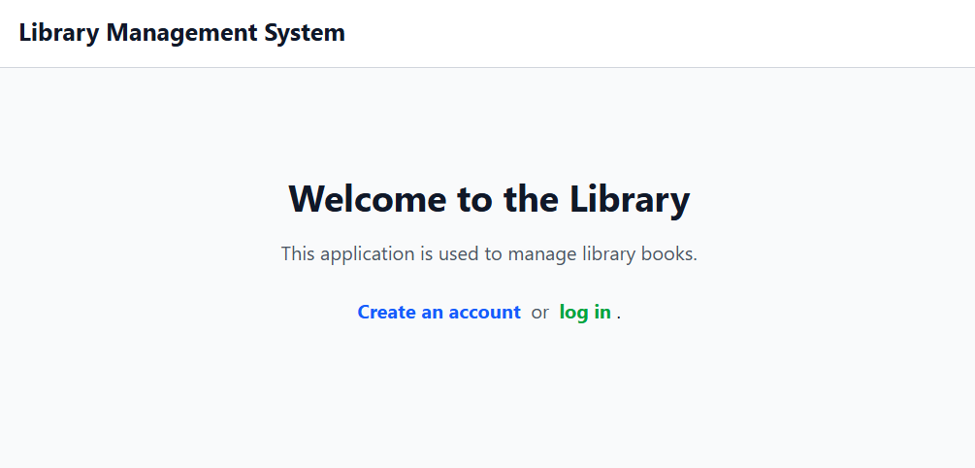 Library Management System
Welcome to the Library
This application is used to manage library books.
Create an account or log in .